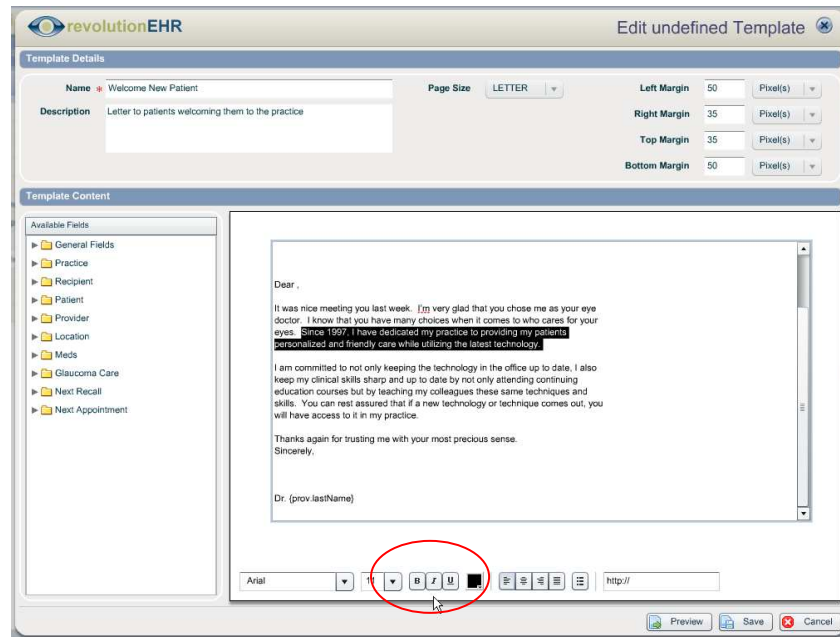 revolutionEHR
Edit undefined Template
Template Details
Name * Welcome New Patient
Page Size LETTER
Left Margin 50 Pixel(s)
Description Letter to patients welcoming them to the practice
Right Margin 35 Pixel(s)
Top Margin 35 Pixel(s)
Bottom Margin 50 Pixel(s)
Template Content
Available Fields
General Fields
Practice
Recipient
Patient
Provider
Location
Meds
Glaucoma Care
Next Recall
Next Appointment
Dear ,
It was nice meeting you last week. I'm very glad that you chose me as your eye
doctor. I know that you have many choices when it comes to who cares for your
eyes. Since 1997, I have dedicated my practice to providing my patients
personalized and friendly care while utilizing the latest technology.
I am committed to not only keeping the technology in the office up to date, I also
keep my clinical skills sharp and up to date by not only attending continuing
education courses but by teaching my colleagues these same techniques and
skills. You can rest assured that if a new technology or technique comes out, you
will have access to it in my practice.
Thanks again for trusting me with your most precious sense.
Sincerely,
Dr. {prov.lastName}
Arial
B I U
http://
Preview
Save
Cancel